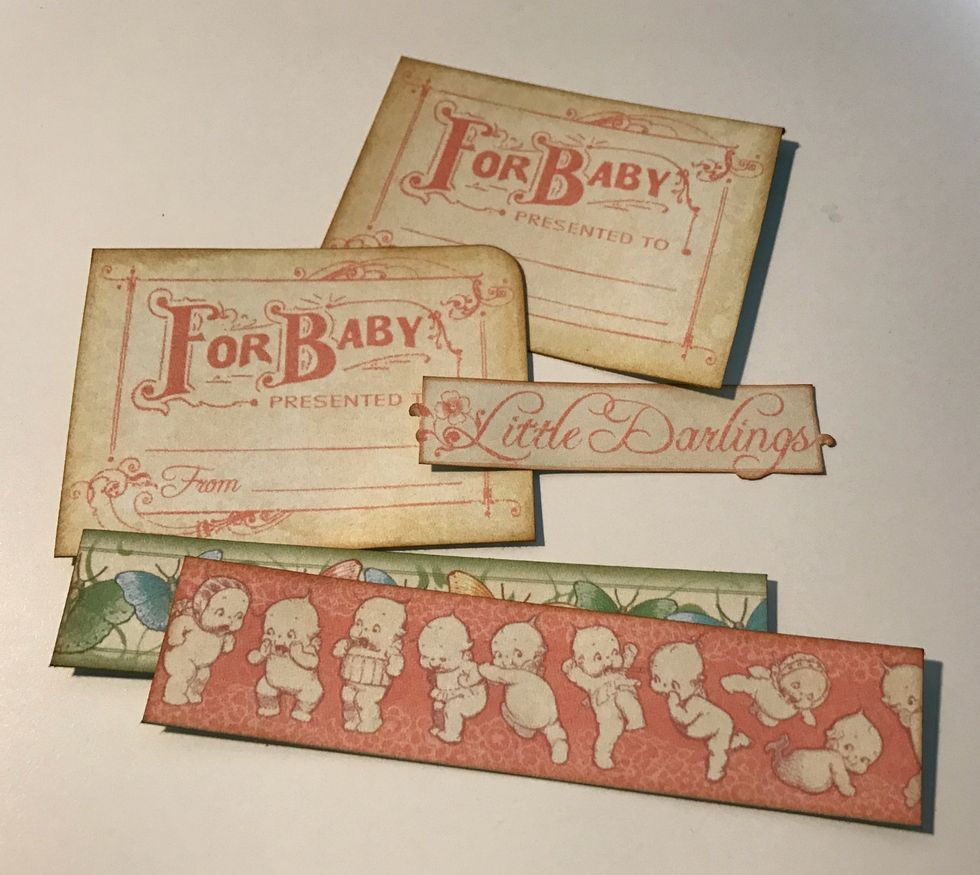 FOR BABY
PRESENTED TO
FOR BABY
PRESENTED T
From
Little Darlings